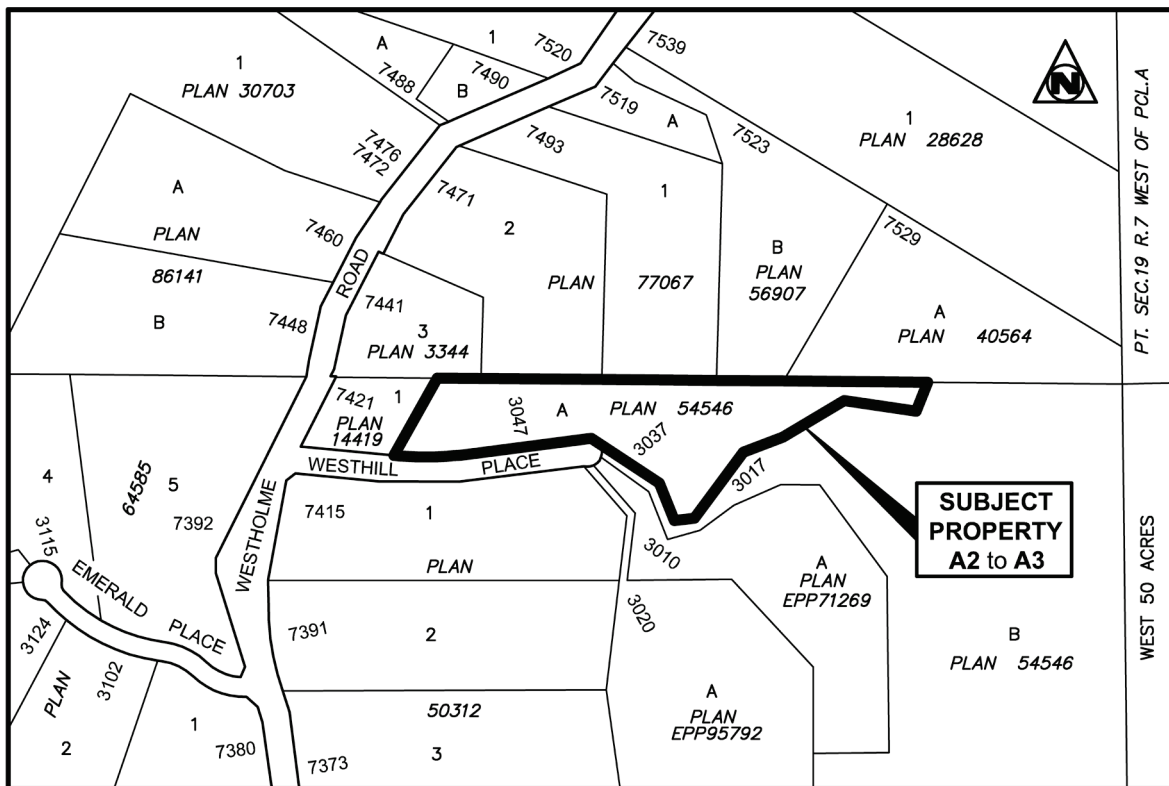 1
PLAN 30703
A
7488
1
7490
B
7520
7539
N
7476
7472
7493
7519
A
7523
1
PLAN 28628
PT. SEC.19 R.7 WEST OF PCL.A
A
PLAN
86141
7460
7471
2
1
PLAN 77067
B
PLAN
56907
7529
A
PLAN 40564
B
7448
ROAD
7441
3
PLAN 3344
7421
1
PLAN
14419
3047
A
PLAN 54546
3037
3017
WESTHILL PLACE
SUBJECT
PROPERTY
A2 to A3
4
64585
5
7392
WESTHOLME
7415
1
PLAN
3010
A
PLAN
EPP71269
3115
EMERALD PLACE
3124
3102
PLAN
2
1
7380
7391
2
3020
B
PLAN 54546
WEST 50 ACRES
50312
3
7373
A
PLAN
EPP95792